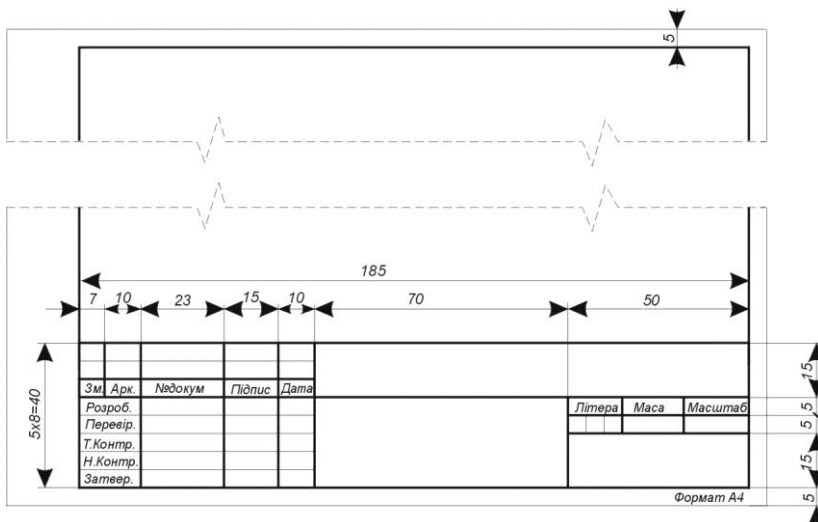 5
185
7 10 23 15 10 70 50
15
Зм. Арк. №докум Підпис Дата
5х8=40
Розроб. Літера Маса Масштаб 5
Перевір. 5
Т.Контр.
Н.Контр. 15
Затвер.
Формат А4 5